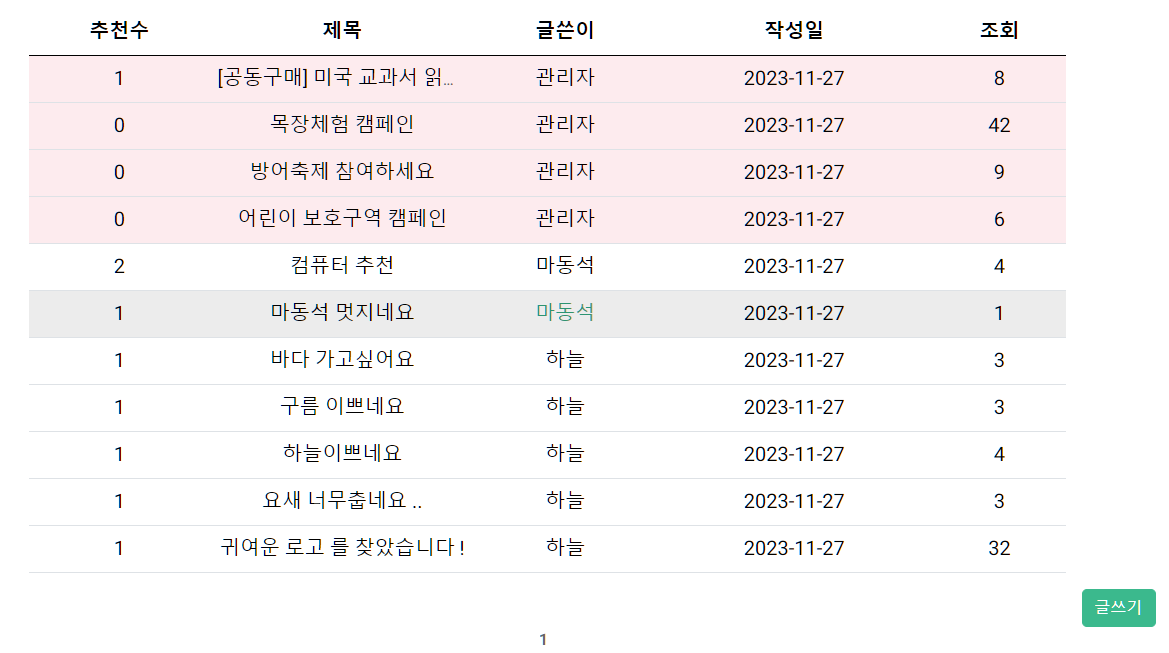 추천수 제목 글쓴이 작성일 조회
1 [공동구매] 미국 교과서 읽... 관리자 2023-11-27 8
0 목장체험 캠페인 관리자 2023-11-27 42
0 방어축제 참여하세요 관리자 2023-11-27 9
0 어린이 보호구역 캠페인 관리자 2023-11-27 6
2 컴퓨터 추천 마동석 2023-11-27 4
1 마동석 멋지네요 마동석 2023-11-27 1
1 바다 가고싶어요 하늘 2023-11-27 3
1 구름 이쁘네요 하늘 2023-11-27 3
1 하늘이쁘네요 하늘 2023-11-27 4
1 요새 너무춥네요 .. 하늘 2023-11-27 3
1 귀여운 로고 를 찾았습니다 ! 하늘 2023-11-27 32
글쓰기
1